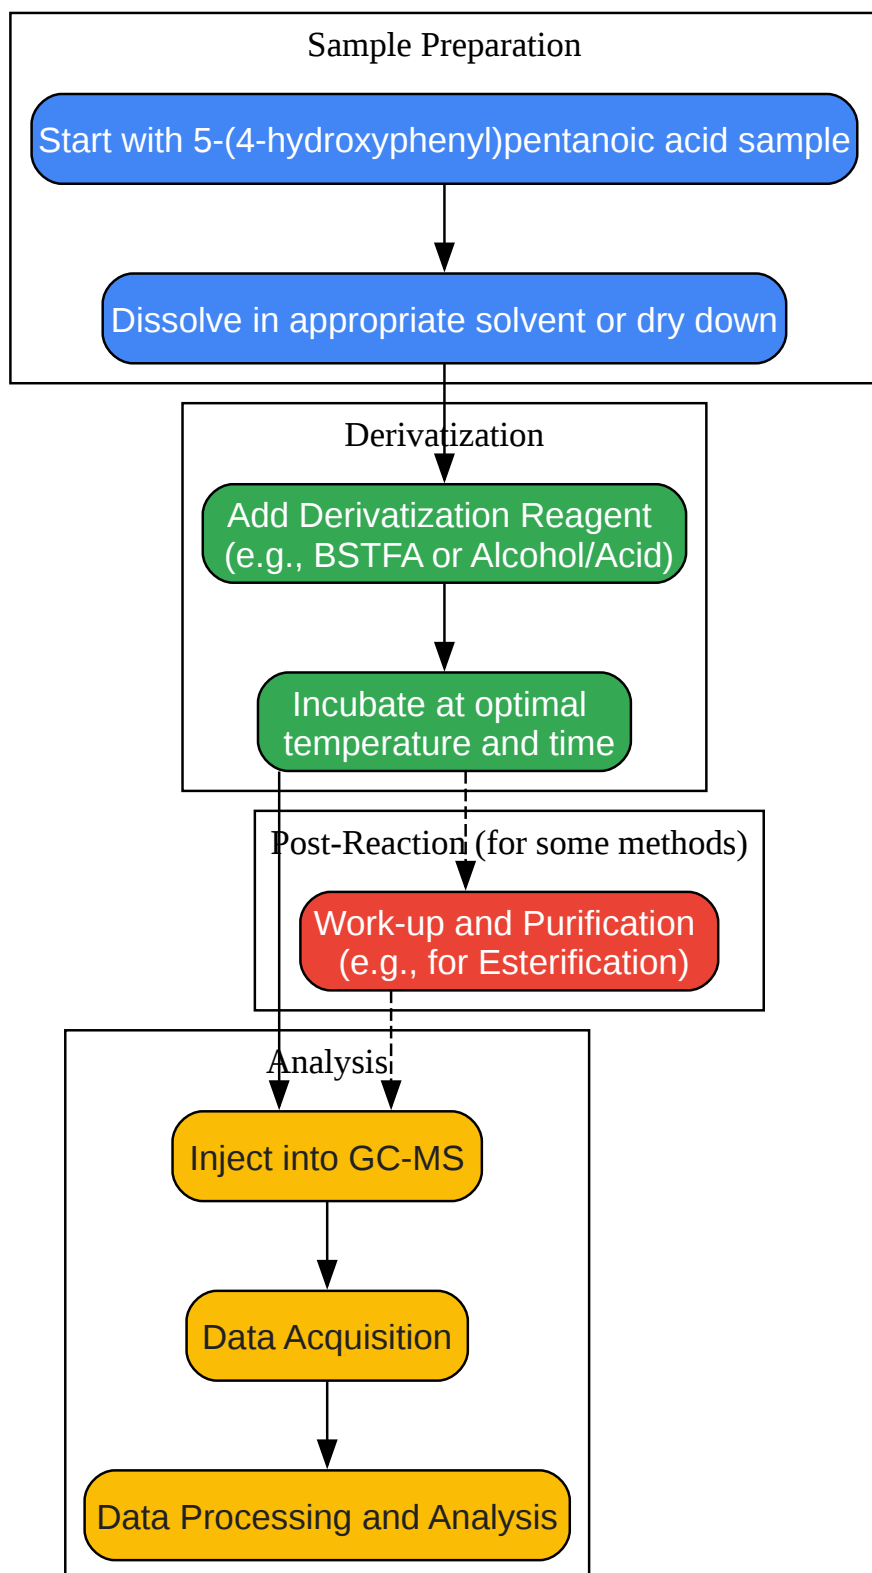 Sample Preparation
Start with 5-(4-hydroxyphenyl)pentanoic acid sample
Dissolve in appropriate solvent or dry down
Derivatization
Add Derivatization Reagent
(e.g., BSTFA or Alcohol/Acid)
Incubate at optimal
temperature and time
Post-Reaction (for some methods)
Work-up and Purification
(e.g., for Esterification)
Analysis
Inject into GC-MS
Data Acquisition
Data Processing and Analysis